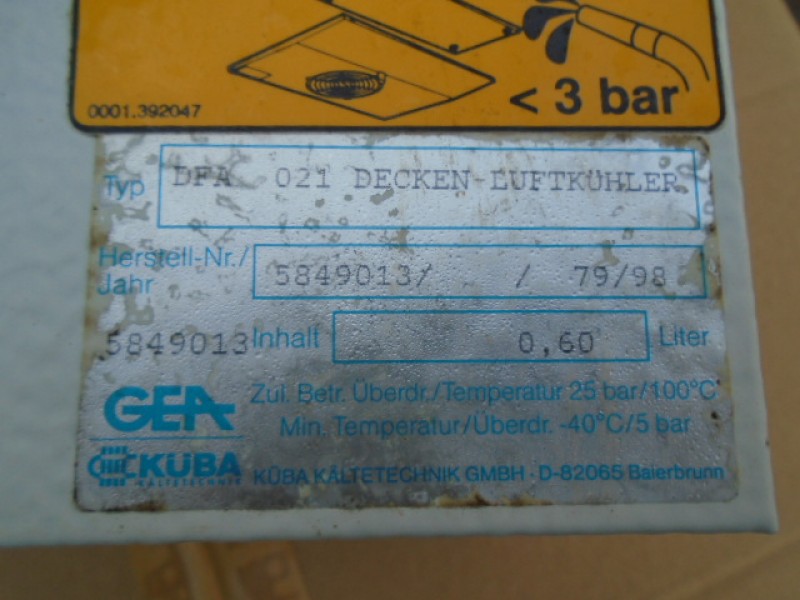 0001.392047
< 3 bar
Typ DFA 021 DECKEN-LUFTKÜHLER
Herstell-Nr./
Jahr 5849013/ / 79/98
5849013 Inhalt 0,60 Liter
GEA Zul. Betr. Überdr./Temperatur 25 bar/100°C
Min. Temperatur/Überdr. -40°C/5 bar
KÜBA
KÄLTETECHNIK
KÜBA KÄLTETECHNIK GMBH · D-82065 Baierbrunn